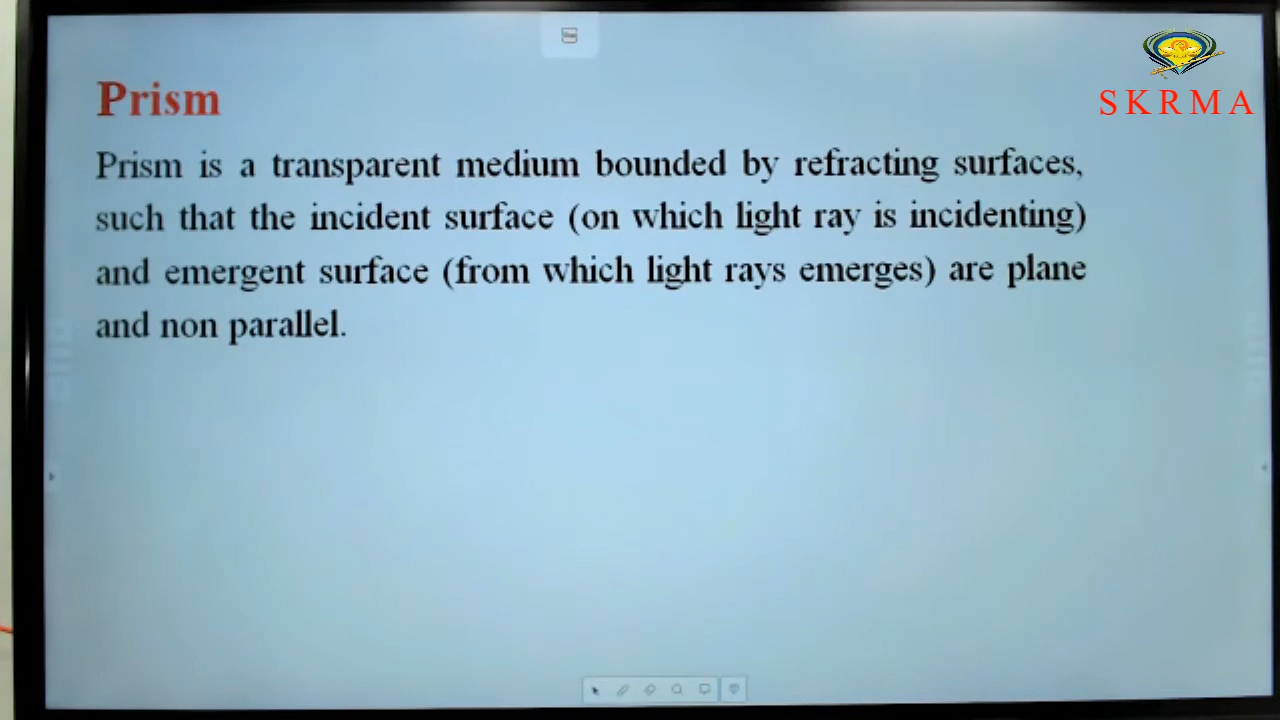 Prism
SKRMA
Prism is a transparent medium bounded by refracting surfaces,
such that the incident surface (on which light ray is incidenting)
and emergent surface (from which light rays emerges) are plane
and non parallel.